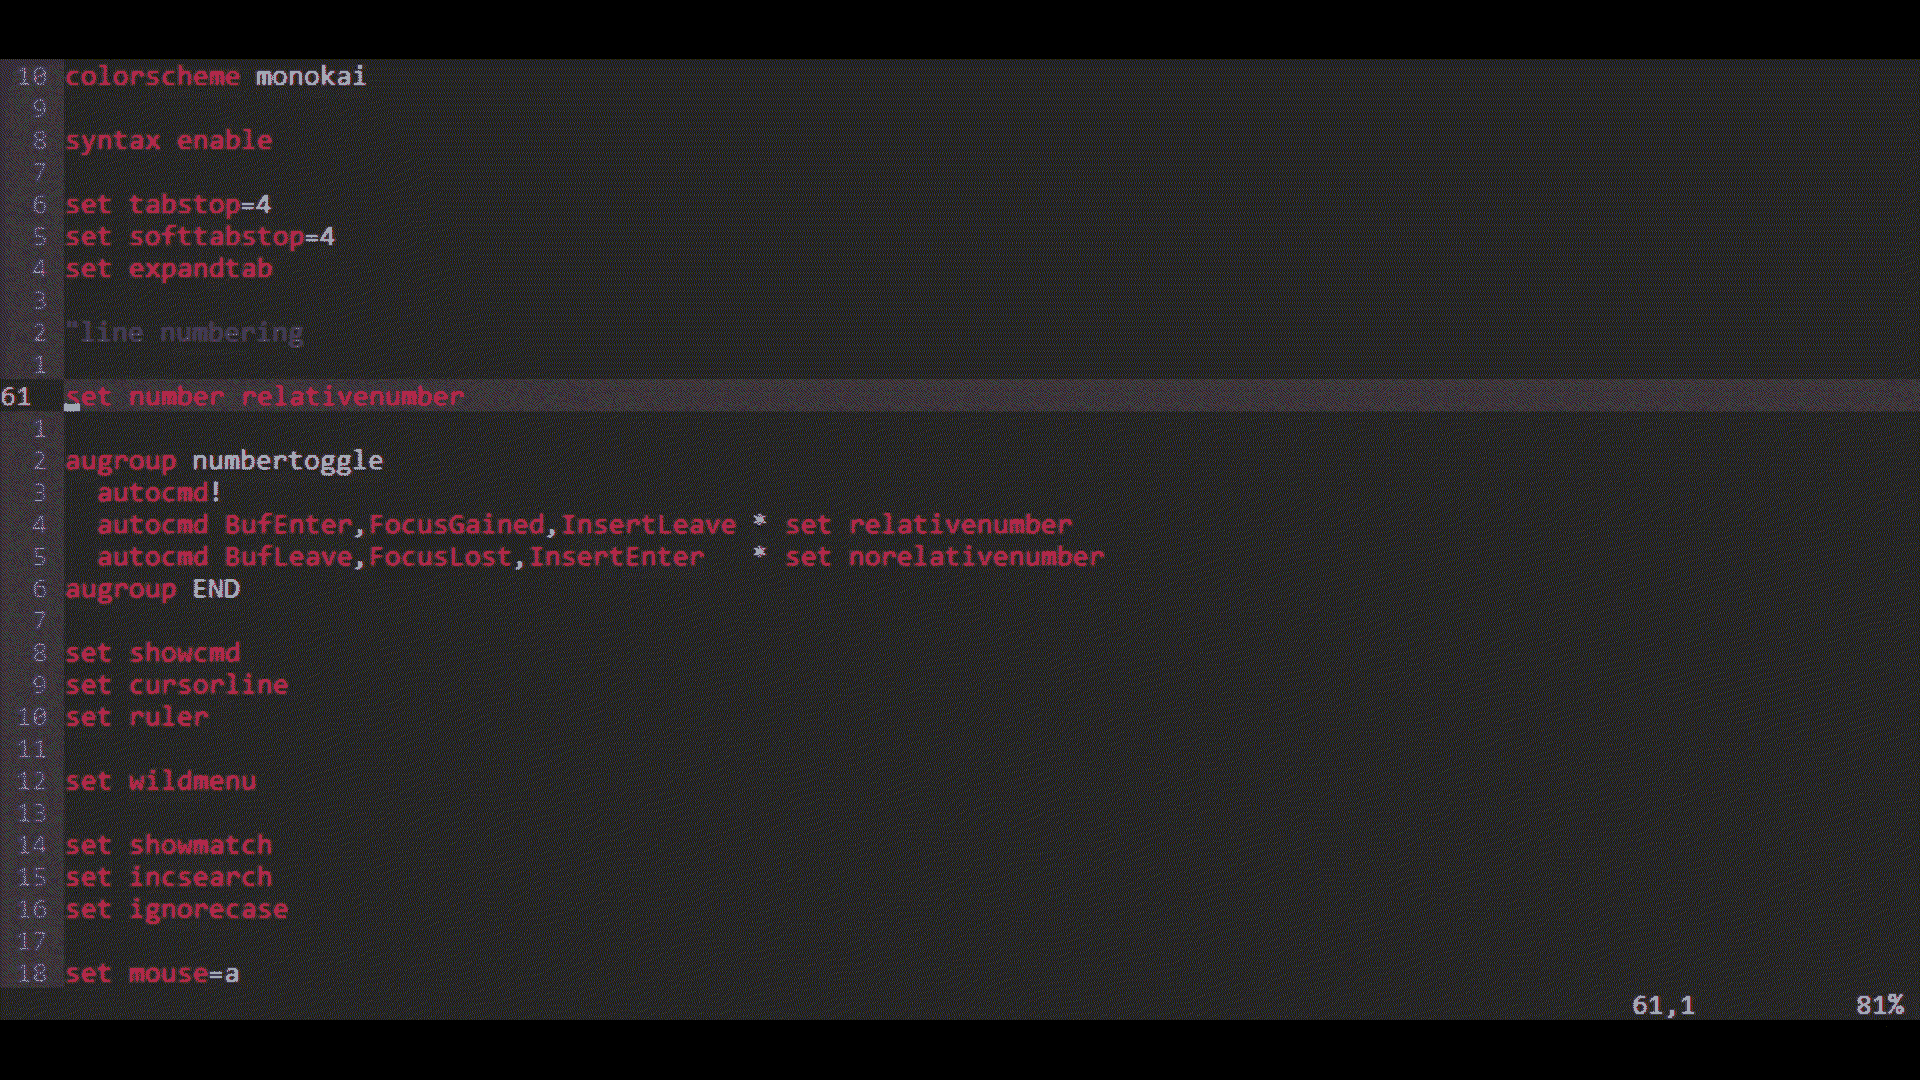 10 colorscheme monokai
9
8 syntax enable
7
6 set tabstop=4
5 set softtabstop=4
4 set expandtab
3
2 "line numbering
1
61 set number relativenumber
1
2 augroup numbertoggle
3   autocmd!
4   autocmd BufEnter,FocusGained,InsertLeave * set relativenumber
5   autocmd BufLeave,FocusLost,InsertEnter   * set norelativenumber
6 augroup END
7
8 set showcmd
9 set cursorline
10 set ruler
11
12 set wildmenu
13
14 set showmatch
15 set incsearch
16 set ignorecase
17
18 set mouse=a
61,1 81%